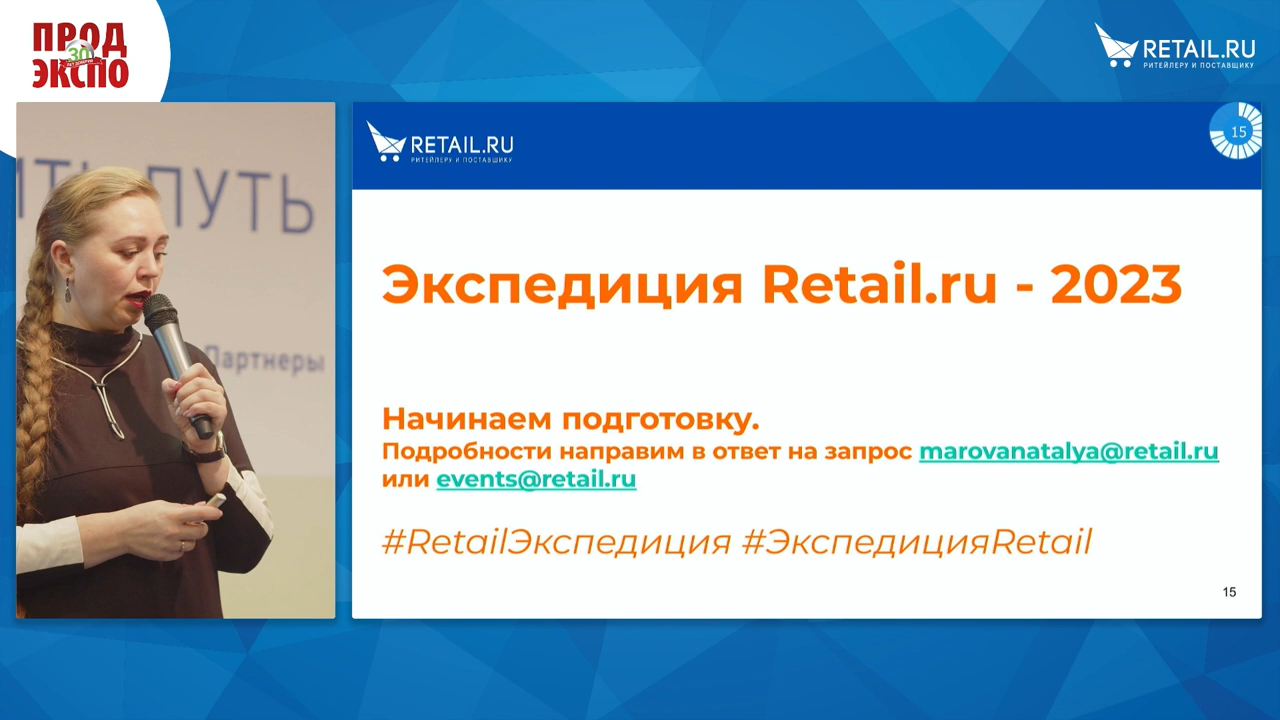 ПРОД
30
ЭКСПО
RETAIL.RU
РИТЕЙЛЕРУ И ПОСТАВЩИКУ
ПУТЬ
Партнеры
RETAIL.RU
РИТЕЙЛЕРУ И ПОСТАВЩИКУ
15
Экспедиция Retail.ru - 2023
Начинаем подготовку.
Подробности направим в ответ на запрос marovanatalya@retail.ru
или events@retail.ru
#RetailЭкспедиция #ЭкспедицияRetail
15